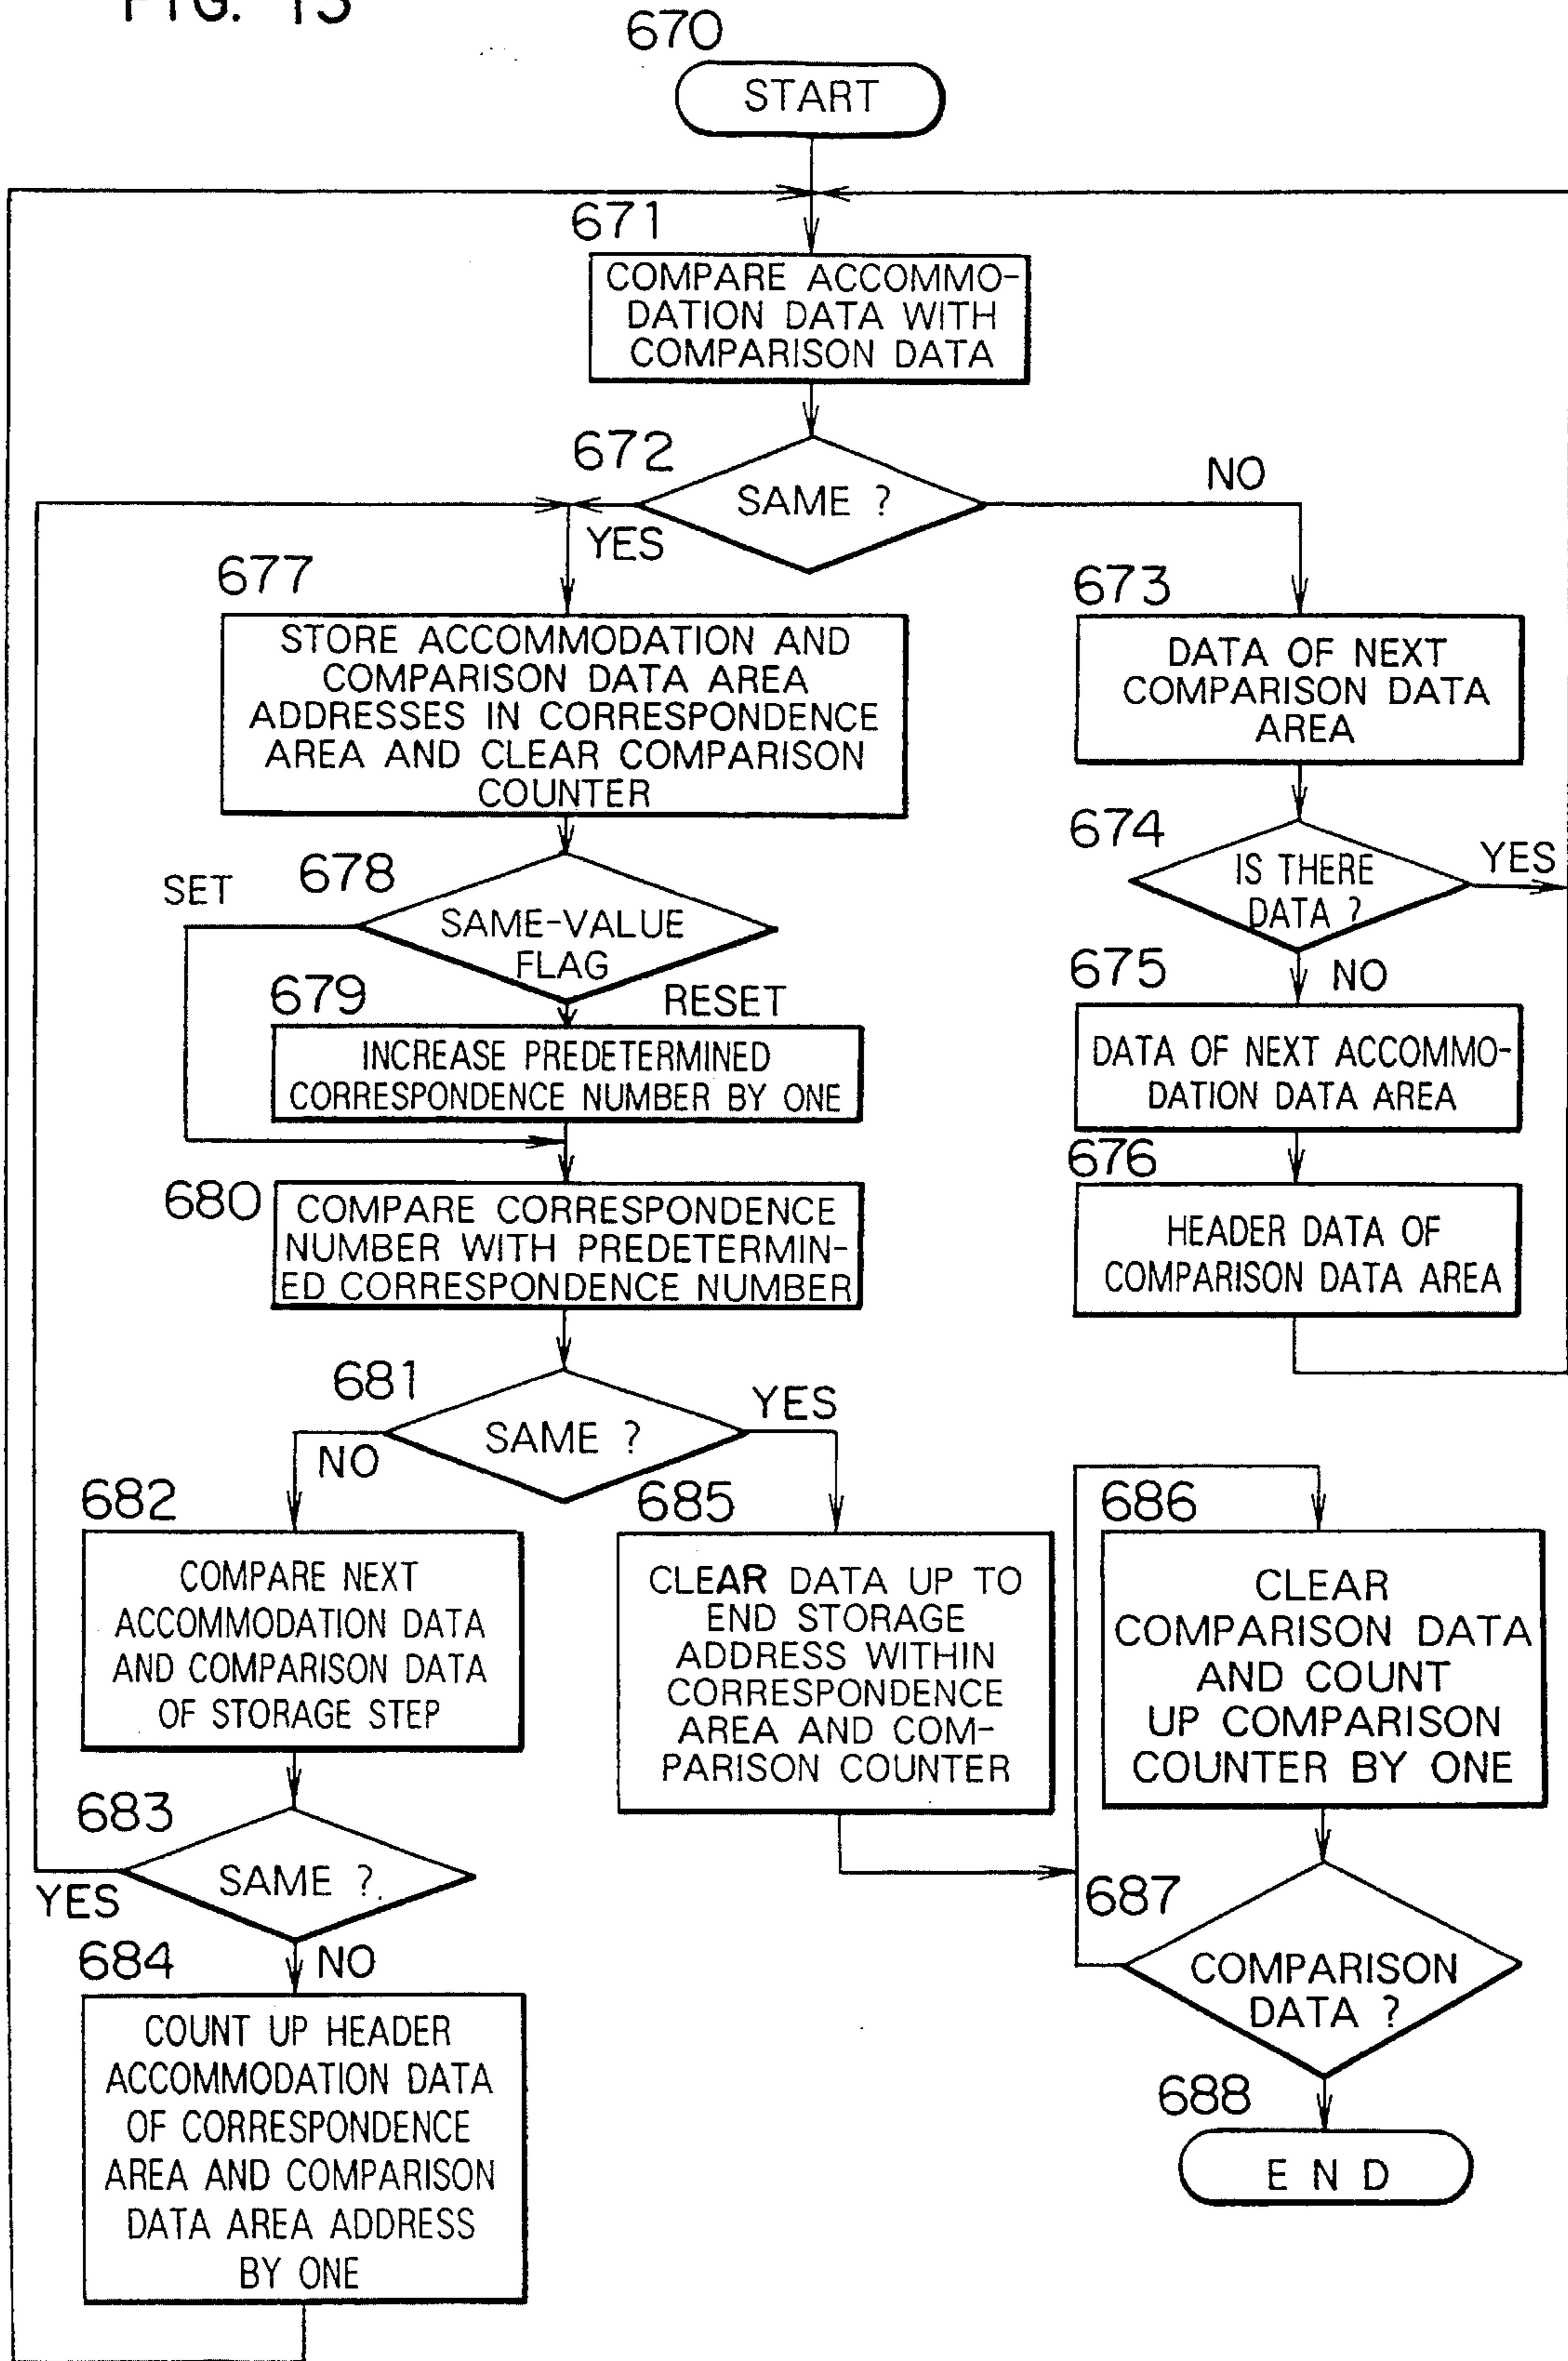 FIG. 13
670
START
671
COMPARE ACCOMMO-
DATION DATA WITH
COMPARISON DATA
672
SAME ?
NO
YES
677
STORE ACCOMMODATION AND
COMPARISON DATA AREA
ADDRESSES IN CORRESPONDENCE
AREA AND CLEAR COMPARISON
COUNTER
673
DATA OF NEXT
COMPARISON DATA
AREA
674
IS THERE
DATA ?
YES
678
SET
SAME-VALUE
FLAG
RESET
675
NO
DATA OF NEXT ACCOMMO-
DATION DATA AREA
679
INCREASE PREDETERMINED
CORRESPONDENCE NUMBER BY ONE
676
HEADER DATA OF
COMPARISON DATA AREA
680
COMPARE CORRESPONDENCE
NUMBER WITH PREDETERMIN-
ED CORRESPONDENCE NUMBER
681
SAME ?
YES
NO
682
COMPARE NEXT
ACCOMMODATION DATA
AND COMPARISON DATA
OF STORAGE STEP
685
CLEAR DATA UP TO
END STORAGE
ADDRESS WITHIN
CORRESPONDENCE
AREA AND COM-
PARISON COUNTER
686
CLEAR
COMPARISON DATA
AND COUNT
UP COMPARISON
COUNTER BY ONE
683
SAME ?
YES
NO
687
COMPARISON
DATA ?
684
COUNT UP HEADER
ACCOMMODATION DATA
OF CORRESPONDENCE
AREA AND COMPARISON
DATA AREA ADDRESS
BY ONE
688
END